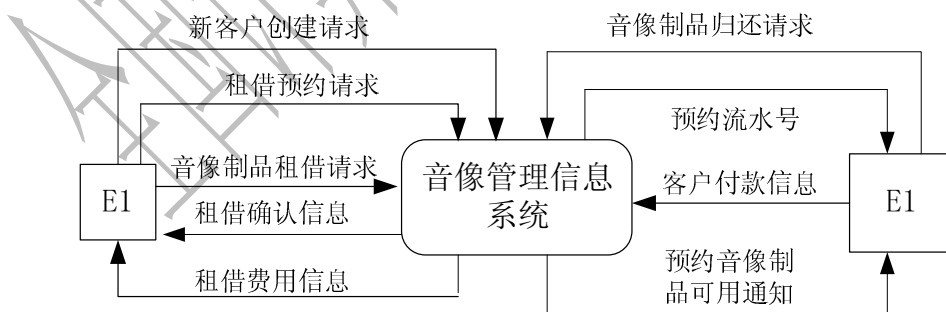 新客户创建请求
音像制品归还请求
租借预约请求
预约流水号
音像制品租借请求
音像管理信息
系统
客户付款信息
E1
E1
租借确认信息
预约音像制
品可用通知
租借费用信息